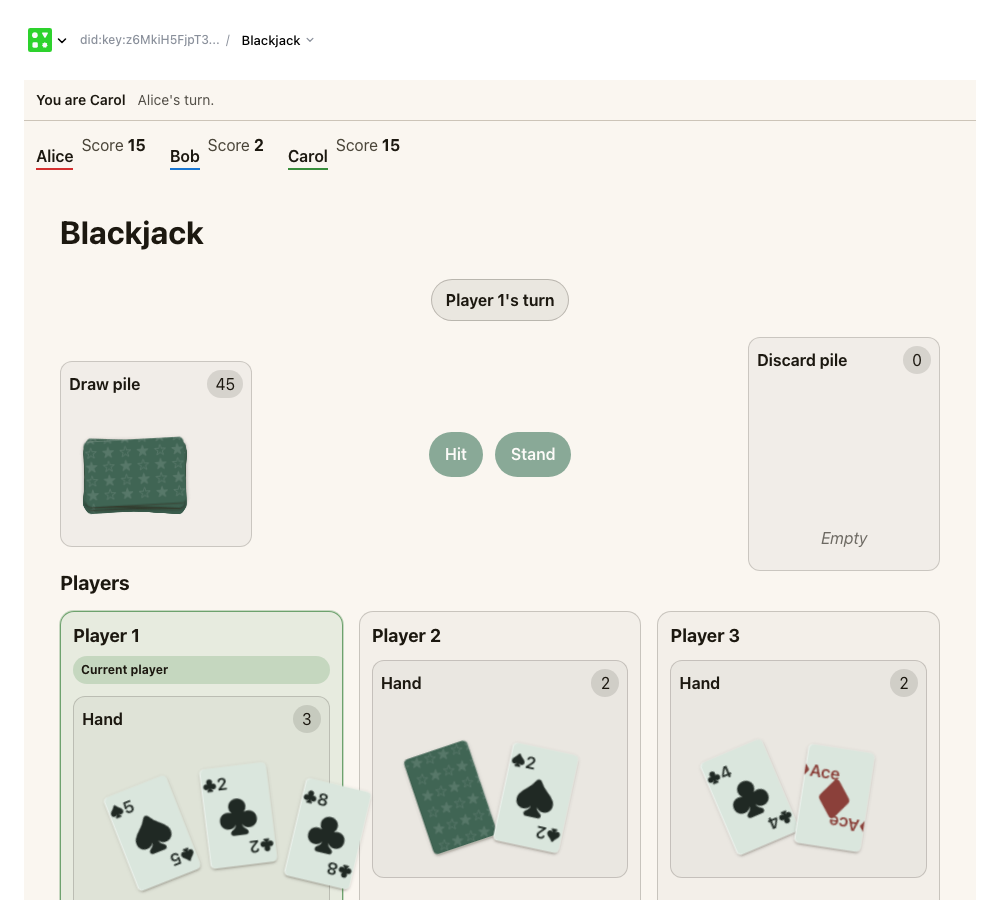 did:key:z6MkiH5FjpT3... / Blackjack
You are Carol Alice's turn.
Alice Score 15 Bob Score 2 Carol Score 15
Blackjack
Player 1's turn
Draw pile 45
Discard pile 0
Hit Stand
Empty
Players
Player 1
Player 2
Player 3
Current player
Hand 3
Hand 2
Hand 2
♠5
♠5
♣2
♣2
♣8
♣8
♠2
♠2
♣4
♣4
♦Ace
♦Ace